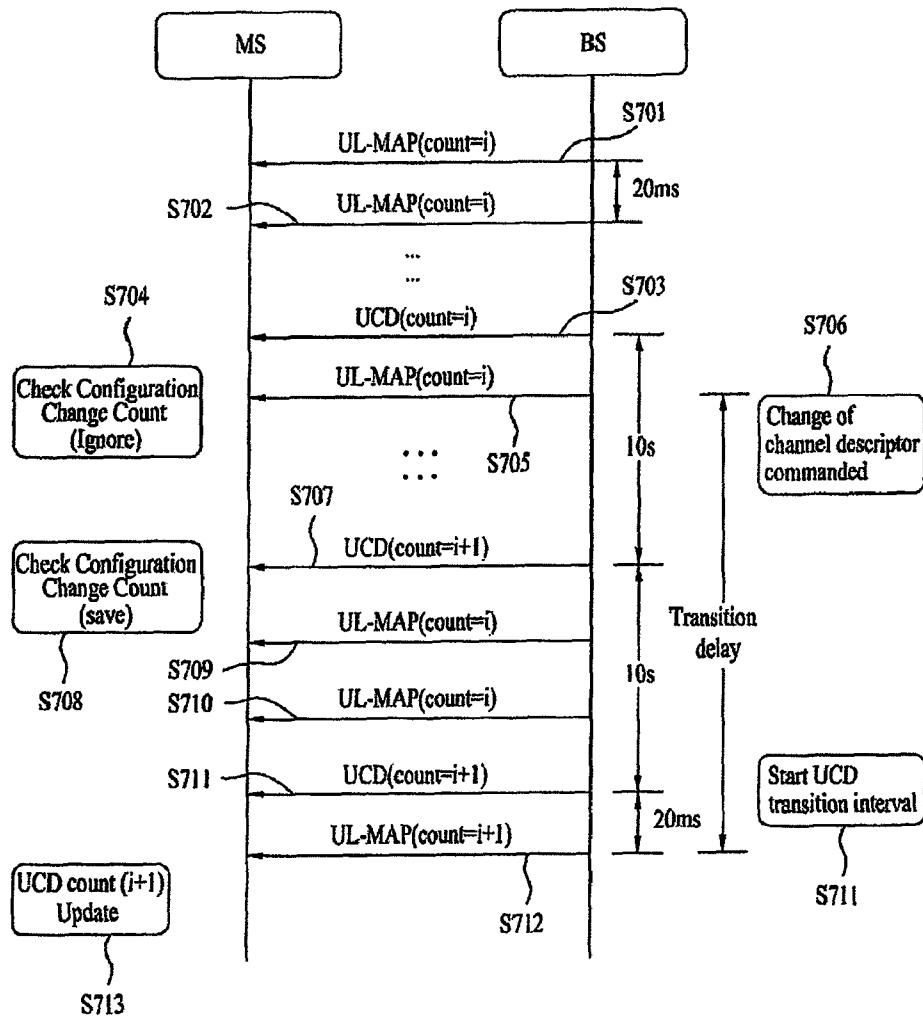 MS
BS
S701
UL-MAP(count=i)
20ms
S702
UL-MAP(count=i)
...
...
S704
S703
UCD(count=i)
S706
Check Configuration
Change Count
(Ignore)
UL-MAP(count=i)
Change of
channel descriptor
commanded
S705
10s
...
...
S707
UCD(count=i+1)
Check Configuration
Change Count
(save)
Transition
delay
UL-MAP(count=i)
S709
10s
S708
S710
UL-MAP(count=i)
S711
UCD(count=i+1)
Start UCD
transition interval
20ms
UL-MAP(count=i+1)
S711
UCD count (i+1)
Update
S712
S713